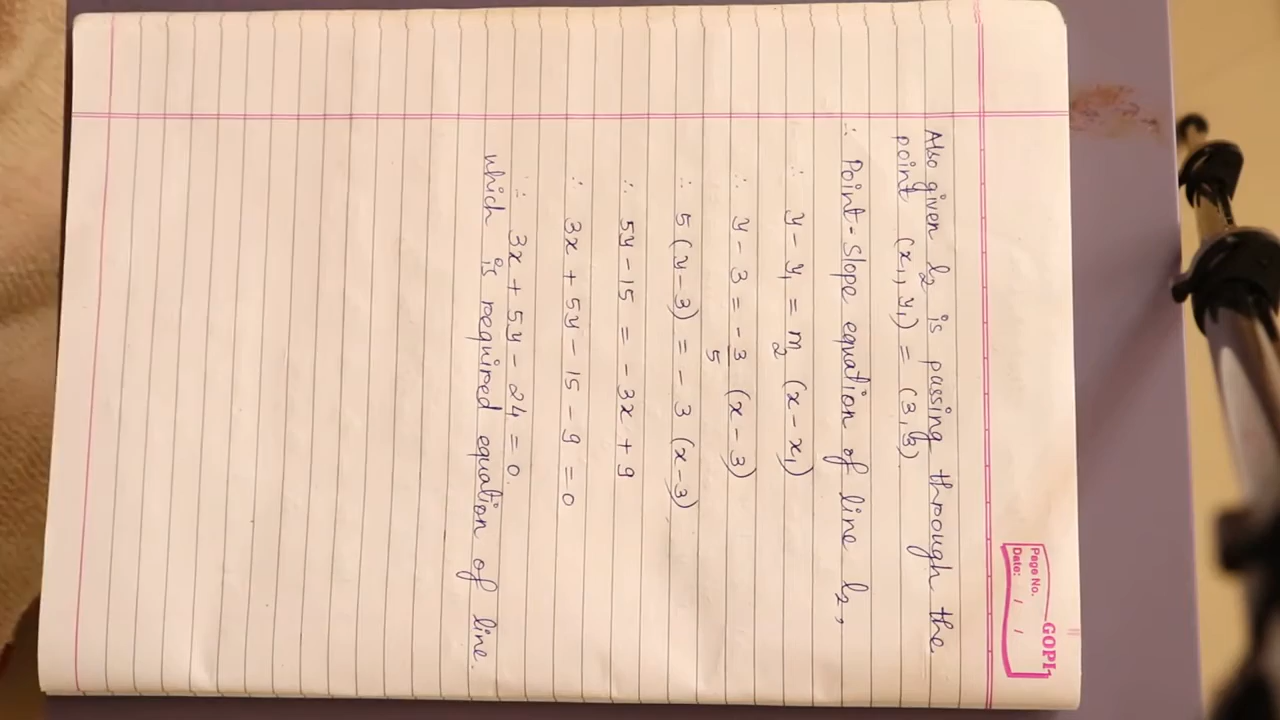 GOPI
Page No.
Date: / /
Also given l₂ is passing through the
point (x₁, y₁) = (3,3).
∴ Point-Slope equation of line l₂,
∴ y - y₁ = m₂ (x - x₁)
∴ y - 3 = -3/5 (x - 3)
∴ 5 (y - 3) = - 3 (x - 3)
∴ 5y - 15 = - 3x + 9
∴ 3x + 5y - 15 - 9 = 0
∴ 3x + 5y - 24 = 0.
which is required equation of line.